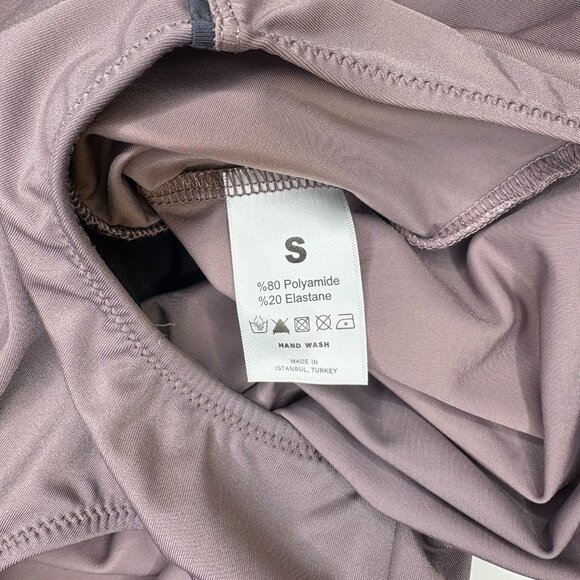 S
%80 Polyamide
%20 Elastane
HAND WASH
MADE IN
ISTANBUL, TURKEY